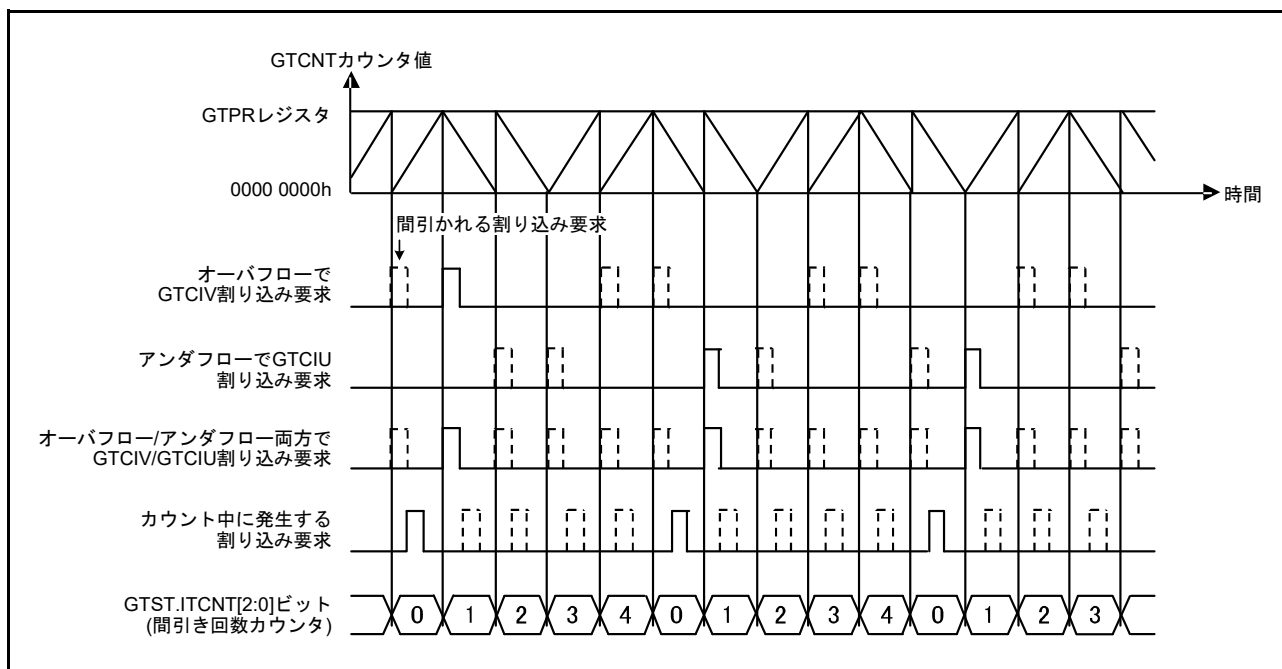 GTCNTカウンタ値
GTPRレジスタ
0000 0000h
時間
間引かれる割り込み要求
オーバフローで
GTCIV割り込み要求
アンダフローでGTCIU
割り込み要求
オーバフロー/アンダフロー両方で
GTCIV/GTCIU割り込み要求
カウント中に発生する
割り込み要求
GTST.ITCNT[2:0]ビット
(間引き回数カウンタ)
0 1 2 3 4 0 1 2 3 4 0 1 2 3